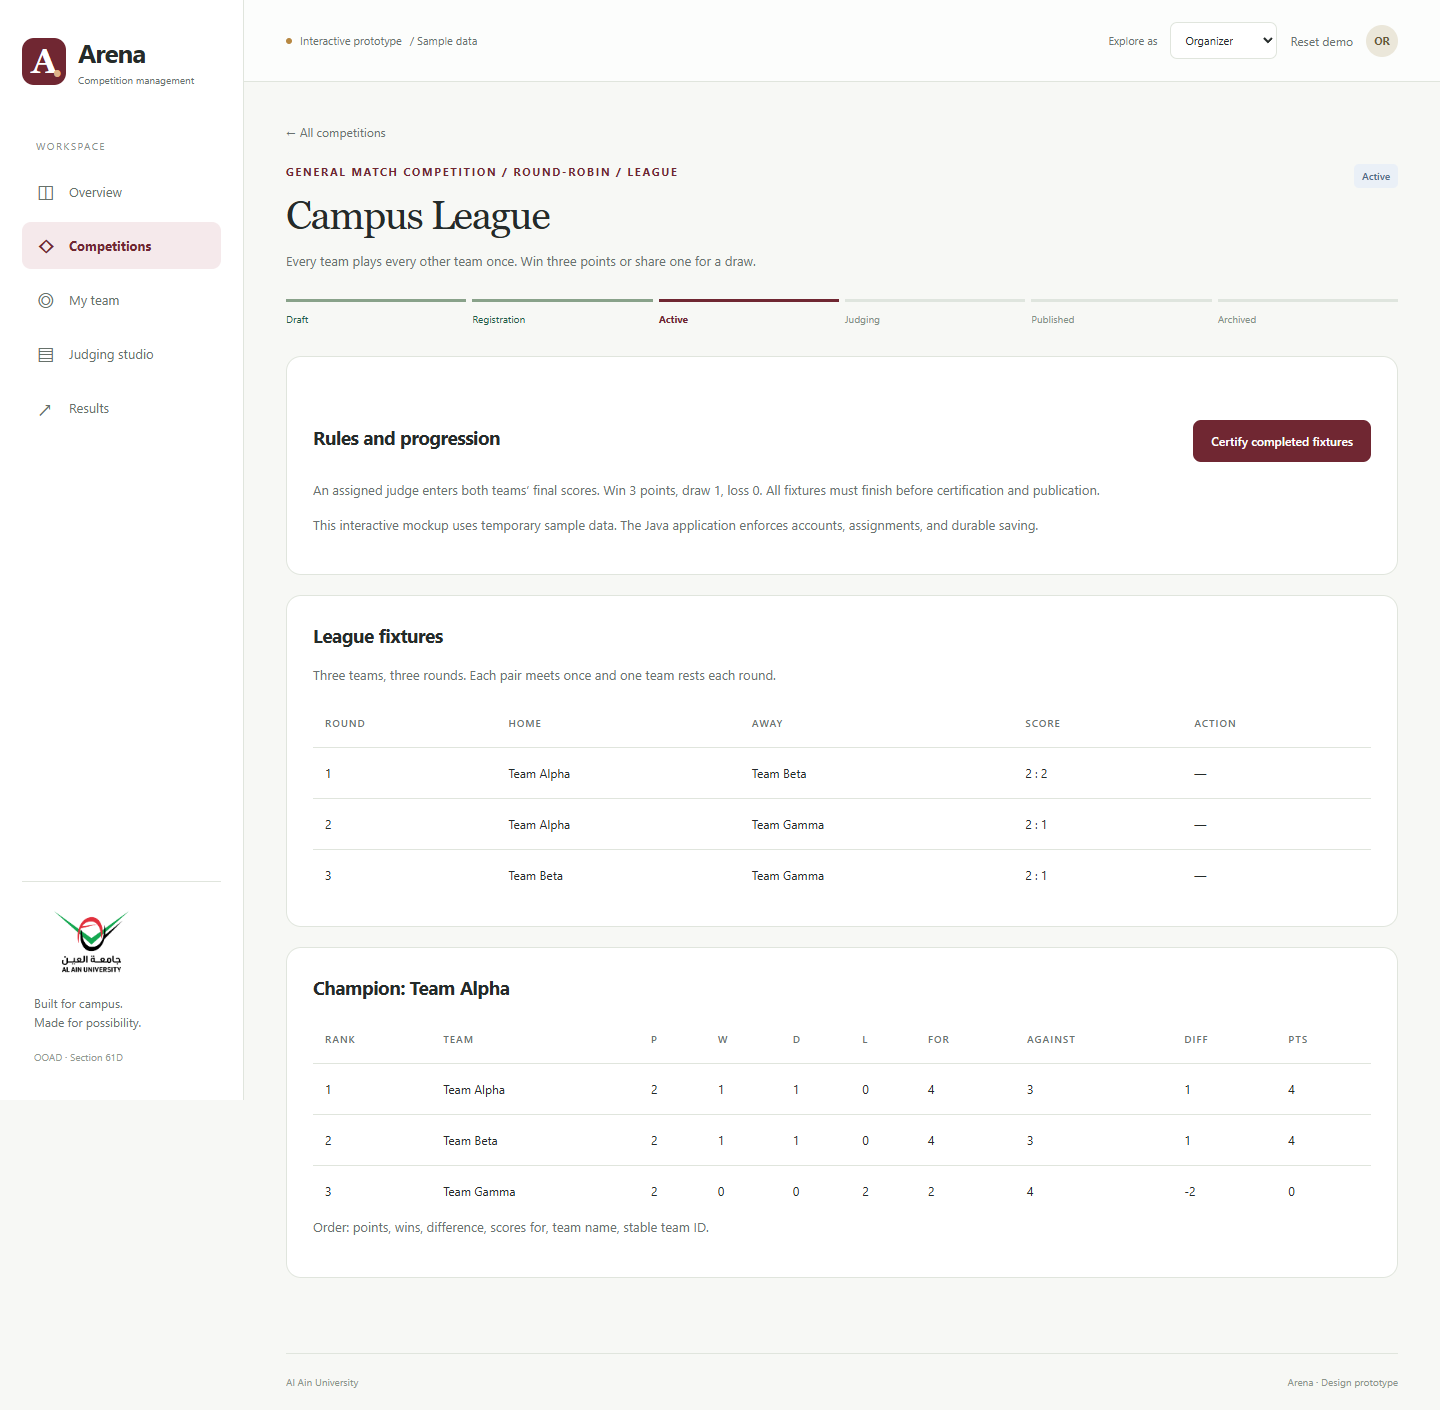 A
Arena
Competition management
WORKSPACE
Overview
Competitions
My team
Judging studio
Results
جامعة العين
AL AIN UNIVERSITY
Built for campus.
Made for possibility.
OOAD · Section 61D
Interactive prototype / Sample data
Explore as
Organizer
Reset demo
OR
← All competitions
GENERAL MATCH COMPETITION / ROUND-ROBIN / LEAGUE
Active
Campus League
Every team plays every other team once. Win three points or share one for a draw.
Draft Registration Active Judging Published Archived
Rules and progression
Certify completed fixtures
An assigned judge enters both teams’ final scores. Win 3 points, draw 1, loss 0. All fixtures must finish before certification and publication.
This interactive mockup uses temporary sample data. The Java application enforces accounts, assignments, and durable saving.
League fixtures
Three teams, three rounds. Each pair meets once and one team rests each round.
ROUND HOME AWAY SCORE ACTION
1 Team Alpha Team Beta 2 : 2 —
2 Team Alpha Team Gamma 2 : 1 —
3 Team Beta Team Gamma 2 : 1 —
Champion: Team Alpha
RANK TEAM P W D L FOR AGAINST DIFF PTS
1 Team Alpha 2 1 1 0 4 3 1 4
2 Team Beta 2 1 1 0 4 3 1 4
3 Team Gamma 2 0 0 2 2 4 -2 0
Order: points, wins, difference, scores for, team name, stable team ID.
Al Ain University
Arena · Design prototype